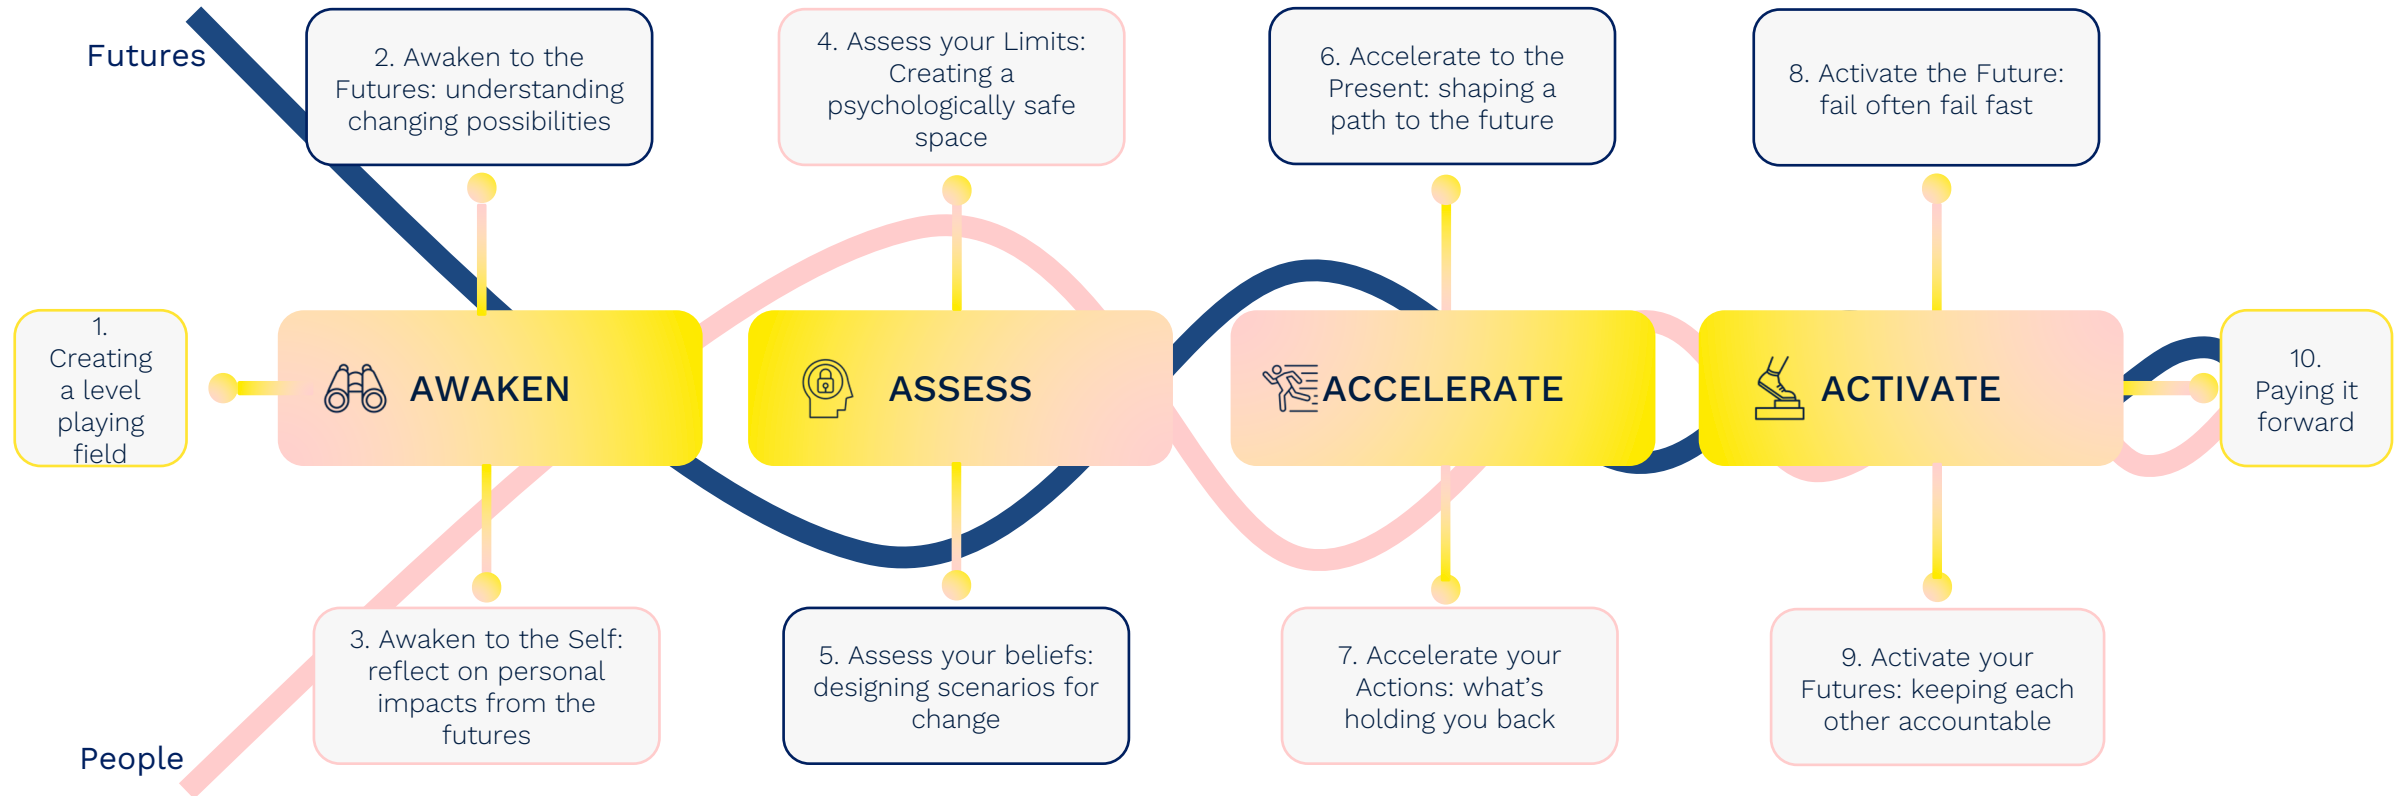 Futures
2. Awaken to the
Futures: understanding
changing possibilities
4. Assess your Limits:
Creating a
psychologically safe
space
6. Accelerate to the
Present: shaping a
path to the future
8. Activate the Future:
fail often fail fast
1.
Creating
a level
playing
field
AWAKEN
ASSESS
ACCELERATE
ACTIVATE
10.
Paying it
forward
3. Awaken to the Self:
reflect on personal
impacts from the
futures
5. Assess your beliefs:
designing scenarios for
change
7. Accelerate your
Actions: what’s
holding you back
9. Activate your
Futures: keeping each
other accountable
People